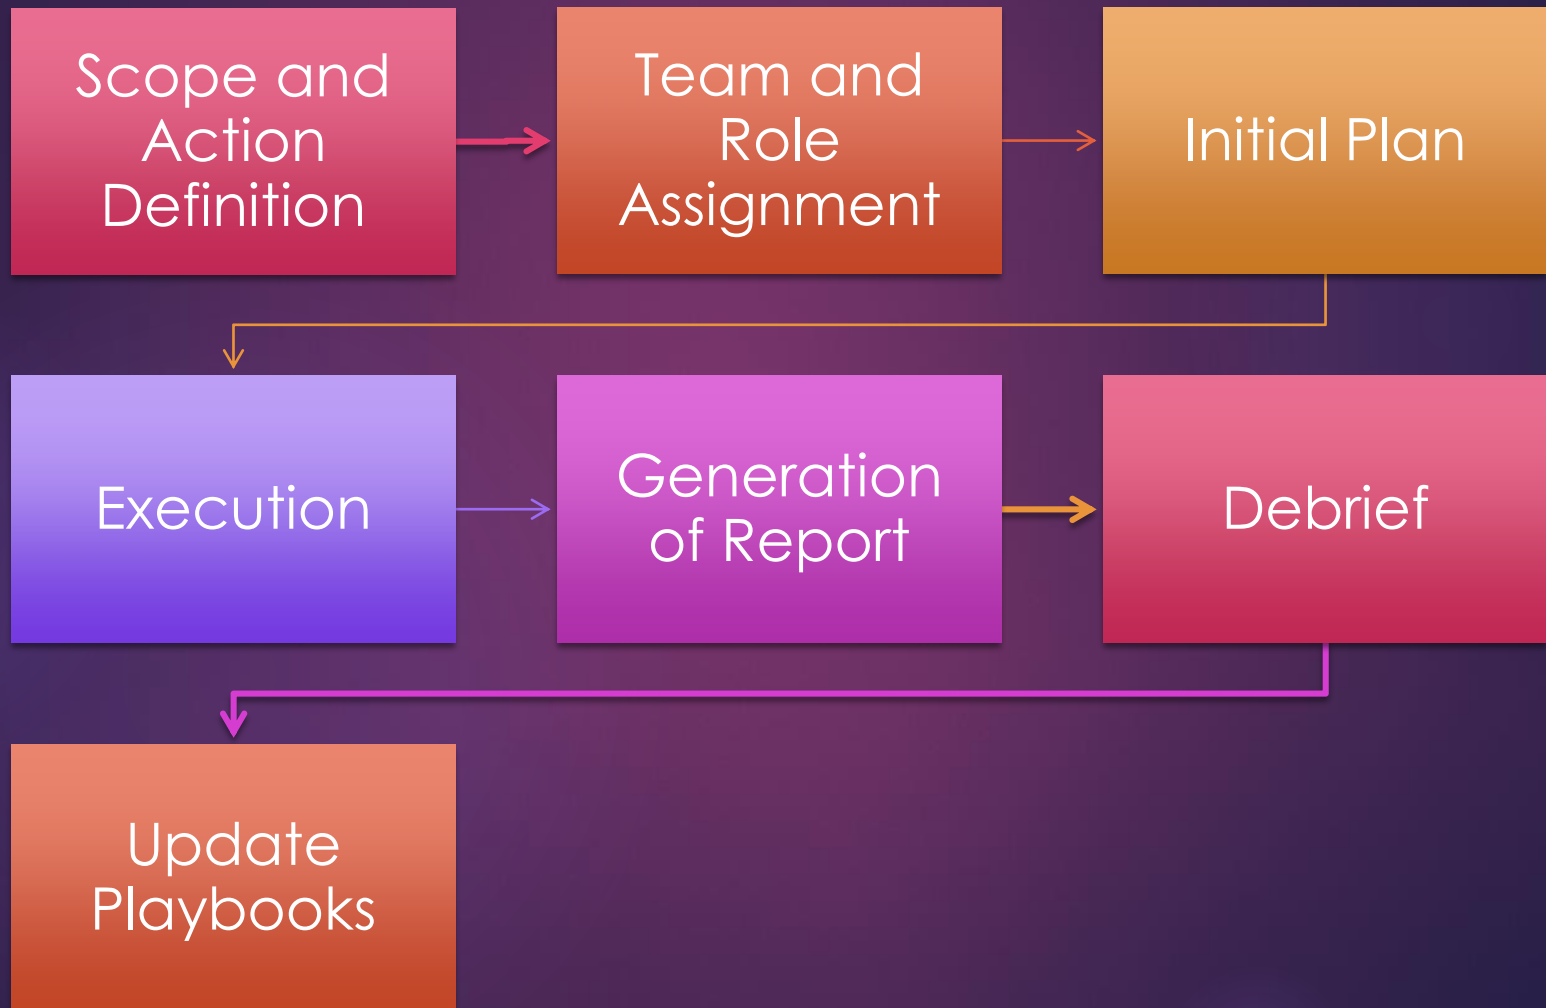 Scope and
Action
Definition
Team and
Role
Assignment
Initial Plan
Execution
Generation
of Report
Debrief
Update
Playbooks